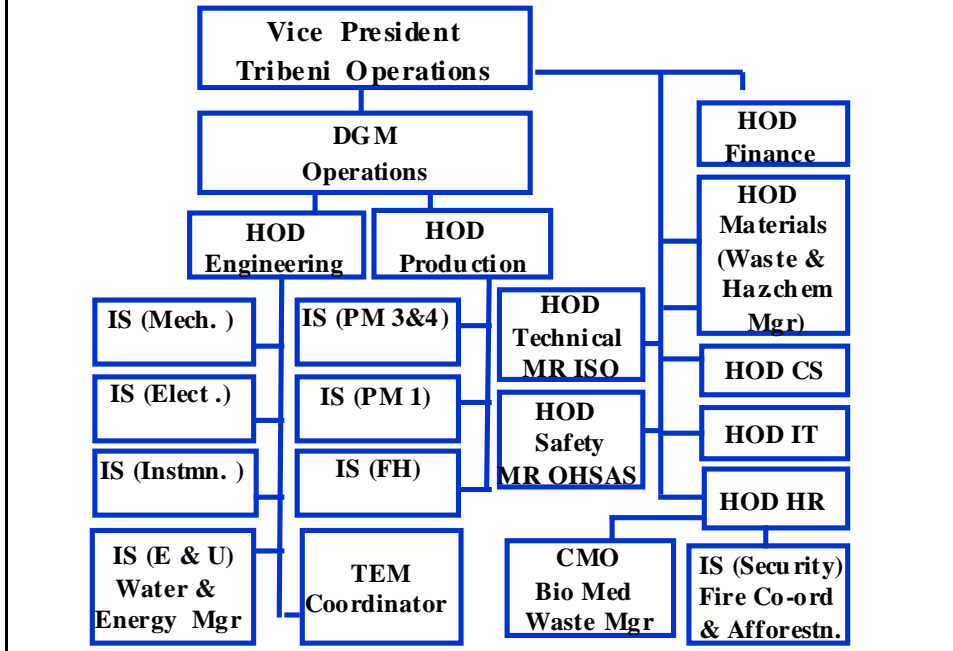 Vice President
Tribeni Operations
DGM
Operations
HOD
Finance
HOD
Materials
(Waste &
Hazchem
Mgr)
HOD
Engineering
HOD
Production
IS (Mech. )
IS (PM 3&4)
HOD
Technical
MR ISO
HOD CS
IS (Elect .)
IS (PM 1)
HOD
Safety
MR OHSAS
HOD IT
IS (Instmn. )
IS (FH)
HOD HR
IS (E & U)
Water &
Energy Mgr
TEM
Coordinator
CMO
Bio Med
Waste Mgr
IS (Security)
Fire Co-ord
& Afforestn.